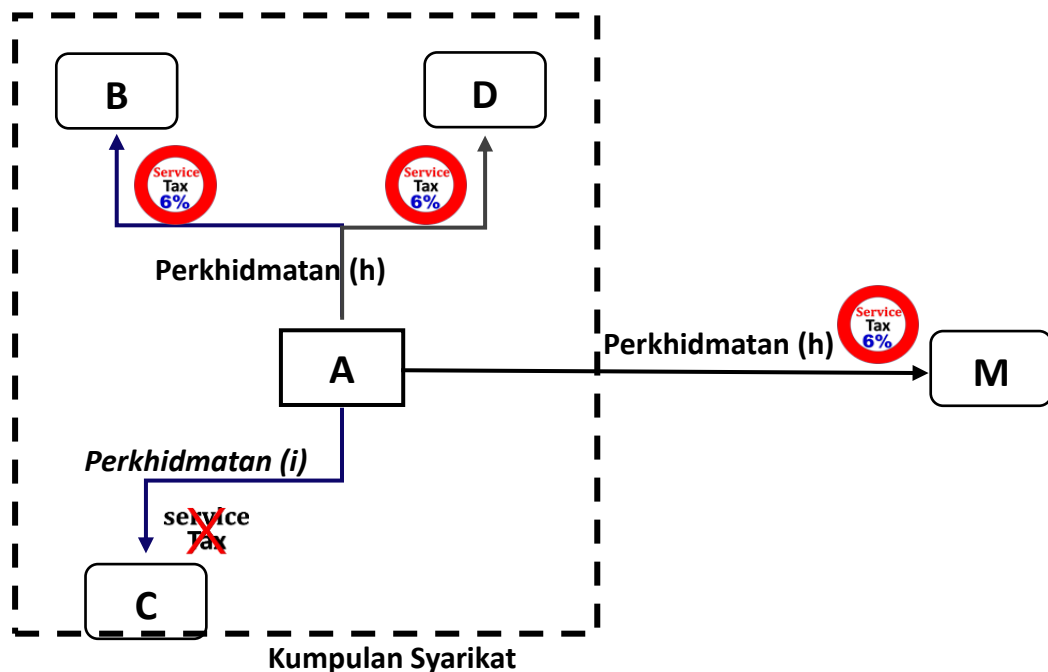 B
D
Service
Tax
6%
Service
Tax
6%
Perkhidmatan (h)
Service
Tax
6%
Perkhidmatan (h)
A
M
Perkhidmatan (i)
service
Tax
C
Kumpulan Syarikat